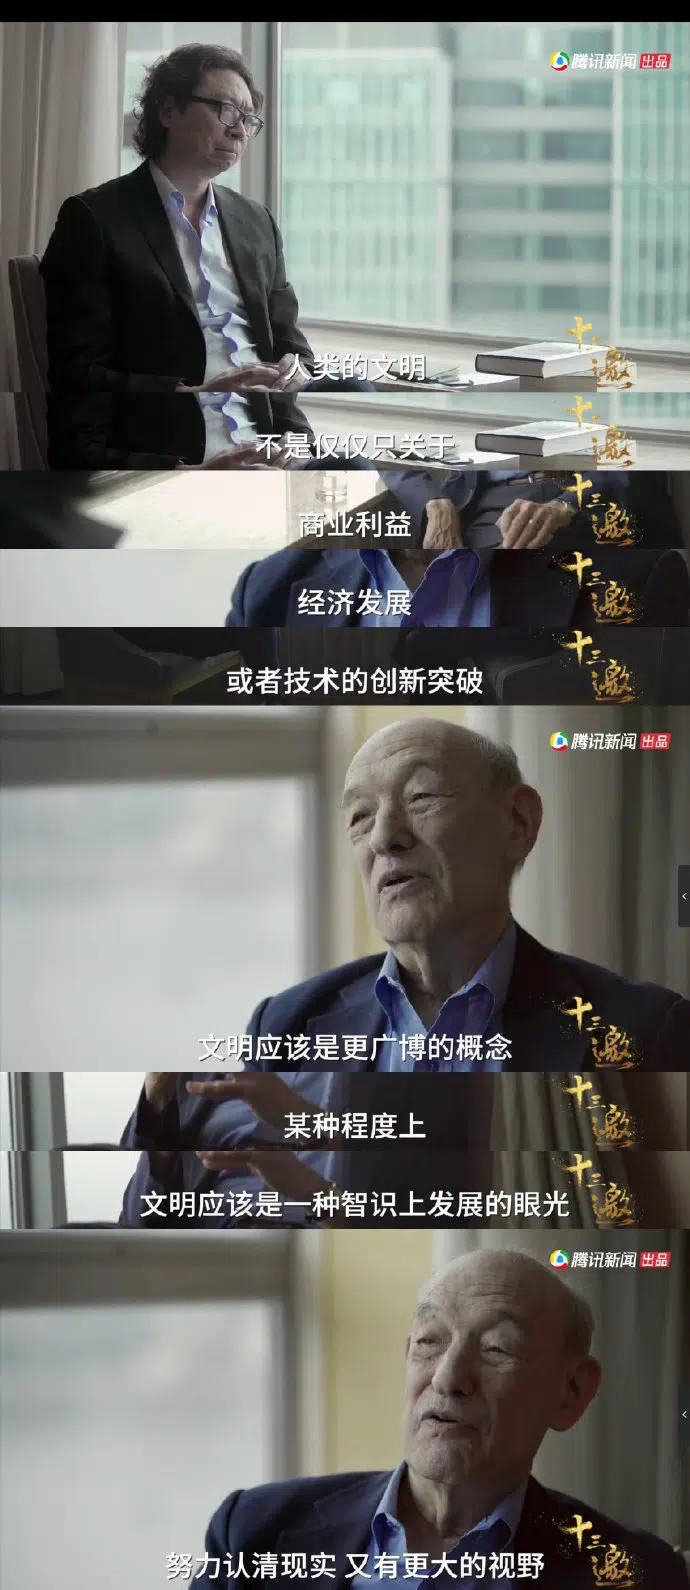 腾讯新闻 出品
十三邀
人类的文明
十三邀
不是仅仅只关于
十三邀
商业利益
十三邀
经济发展
十三邀
或者技术的创新突破
腾讯新闻 出品
十三邀
文明应该是更广博的概念
十三邀
某种程度上
十三邀
文明应该是一种智识上发展的眼光
腾讯新闻 出品
十三邀
努力认清现实 又有更大的视野